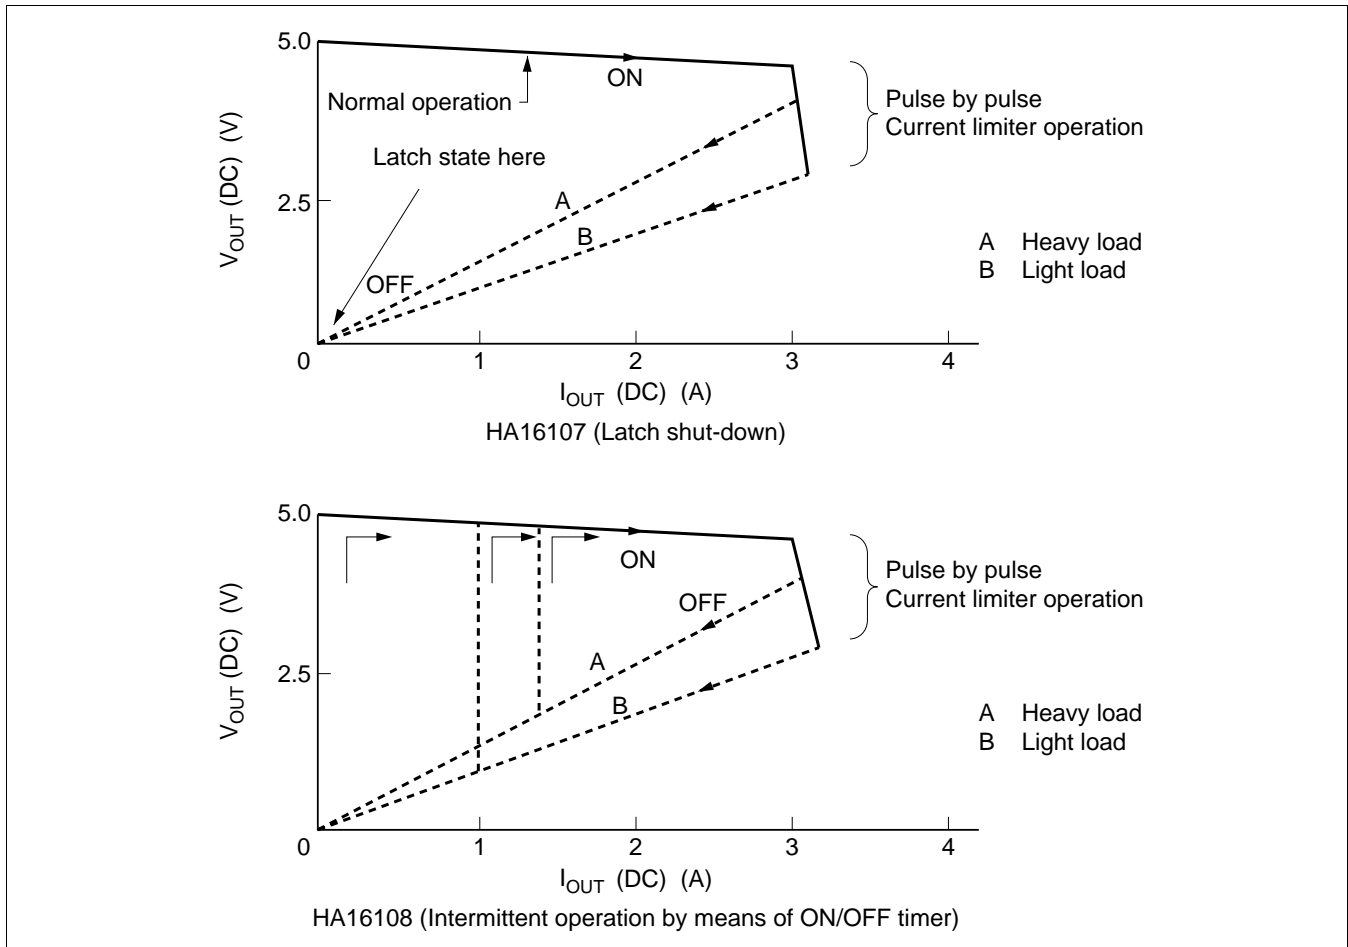 5.0
ON
Normal operation
Pulse by pulse
Current limiter operation
Latch state here
VOUT (DC) (V)
2.5
A
B
A Heavy load
B Light load
OFF
0 1 2 3 4
IOUT (DC) (A)
HA16107 (Latch shut-down)
5.0
ON
Pulse by pulse
Current limiter operation
OFF
VOUT (DC) (V)
2.5
A
B
A Heavy load
B Light load
0
0 1 2 3 4
IOUT (DC) (A)
HA16108 (Intermittent operation by means of ON/OFF timer)